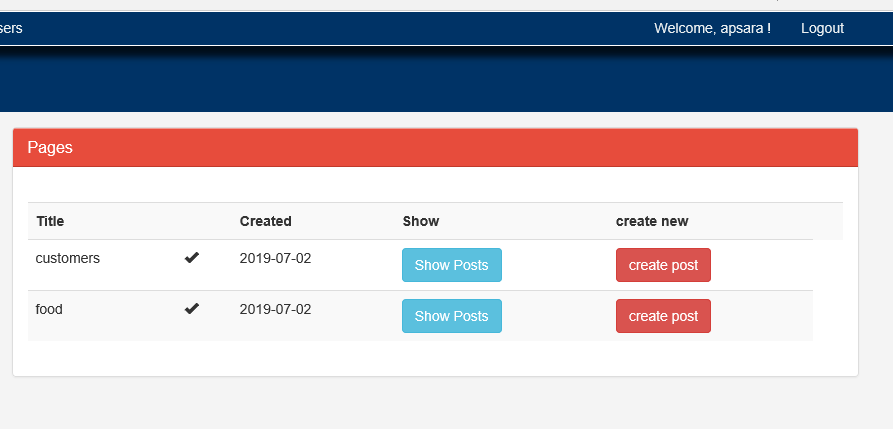 sers Welcome, apsara ! Logout
Pages
Title Created Show create new
customers 2019-07-02 Show Posts create post
food 2019-07-02 Show Posts create post